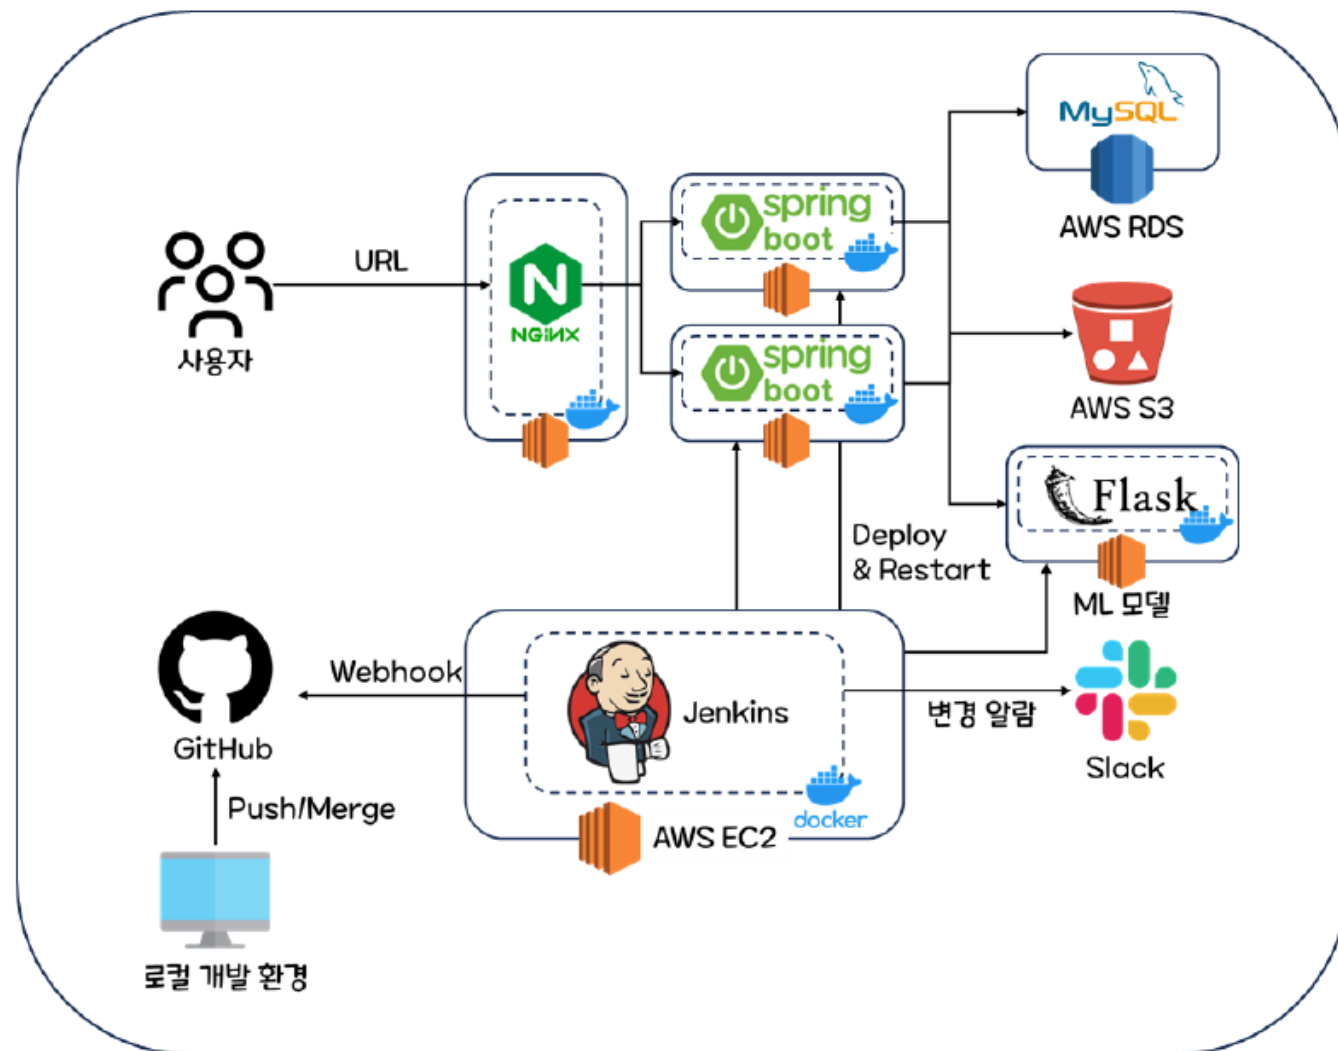 MySQL
AWS RDS
spring
boot
URL
NGiNX
사용자
spring
boot
AWS S3
Flask
Deploy
& Restart
ML 모델
Webhook
Jenkins
변경 알람
GitHub
Slack
Push/Merge
docker
AWS EC2
로컬 개발 환경